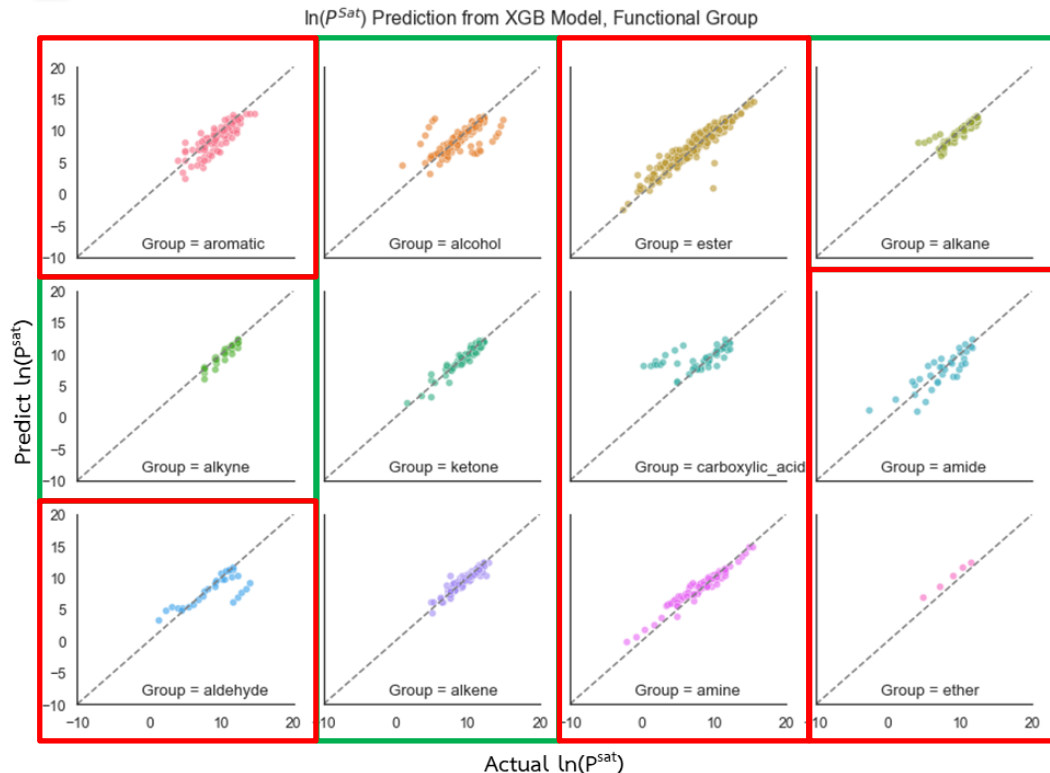 ln(P^Sat) Prediction from XGB Model, Functional Group
20
15
10
5
0
−5
−10
Group = aromatic
Group = alcohol
Group = ester
Group = alkane
Predict ln(P^sat)
20
15
10
5
0
−5
−10
Group = alkyne
Group = ketone
Group = carboxylic_acid
Group = amide
20
15
10
5
0
−5
−10
Group = aldehyde
Group = alkene
Group = amine
Group = ether
−10 0 10 20 −10 0 10 20 −10 0 10 20 −10 0 10 20
Actual ln(P^sat)